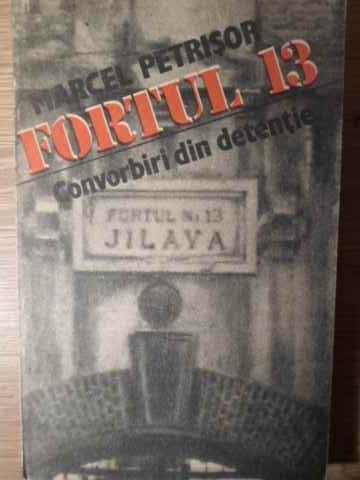 MARCEL PETRIȘOR
FORTUL 13
Convorbiri din detenție
FORTUL Nr 13
JILAVA